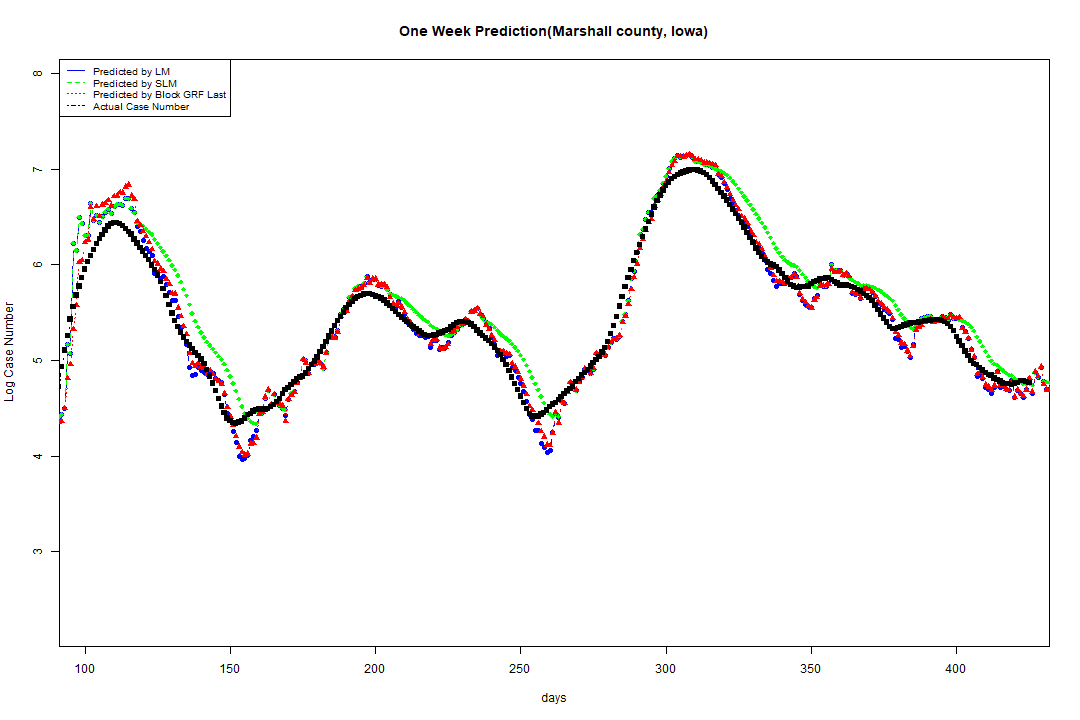 One Week Prediction(Marshall county, Iowa)
Predicted by LM
Predicted by SLM
Predicted by Block GRF Last
Actual Case Number
8
7
6
5
4
3
Log Case Number
100 150 200 250 300 350 400
days